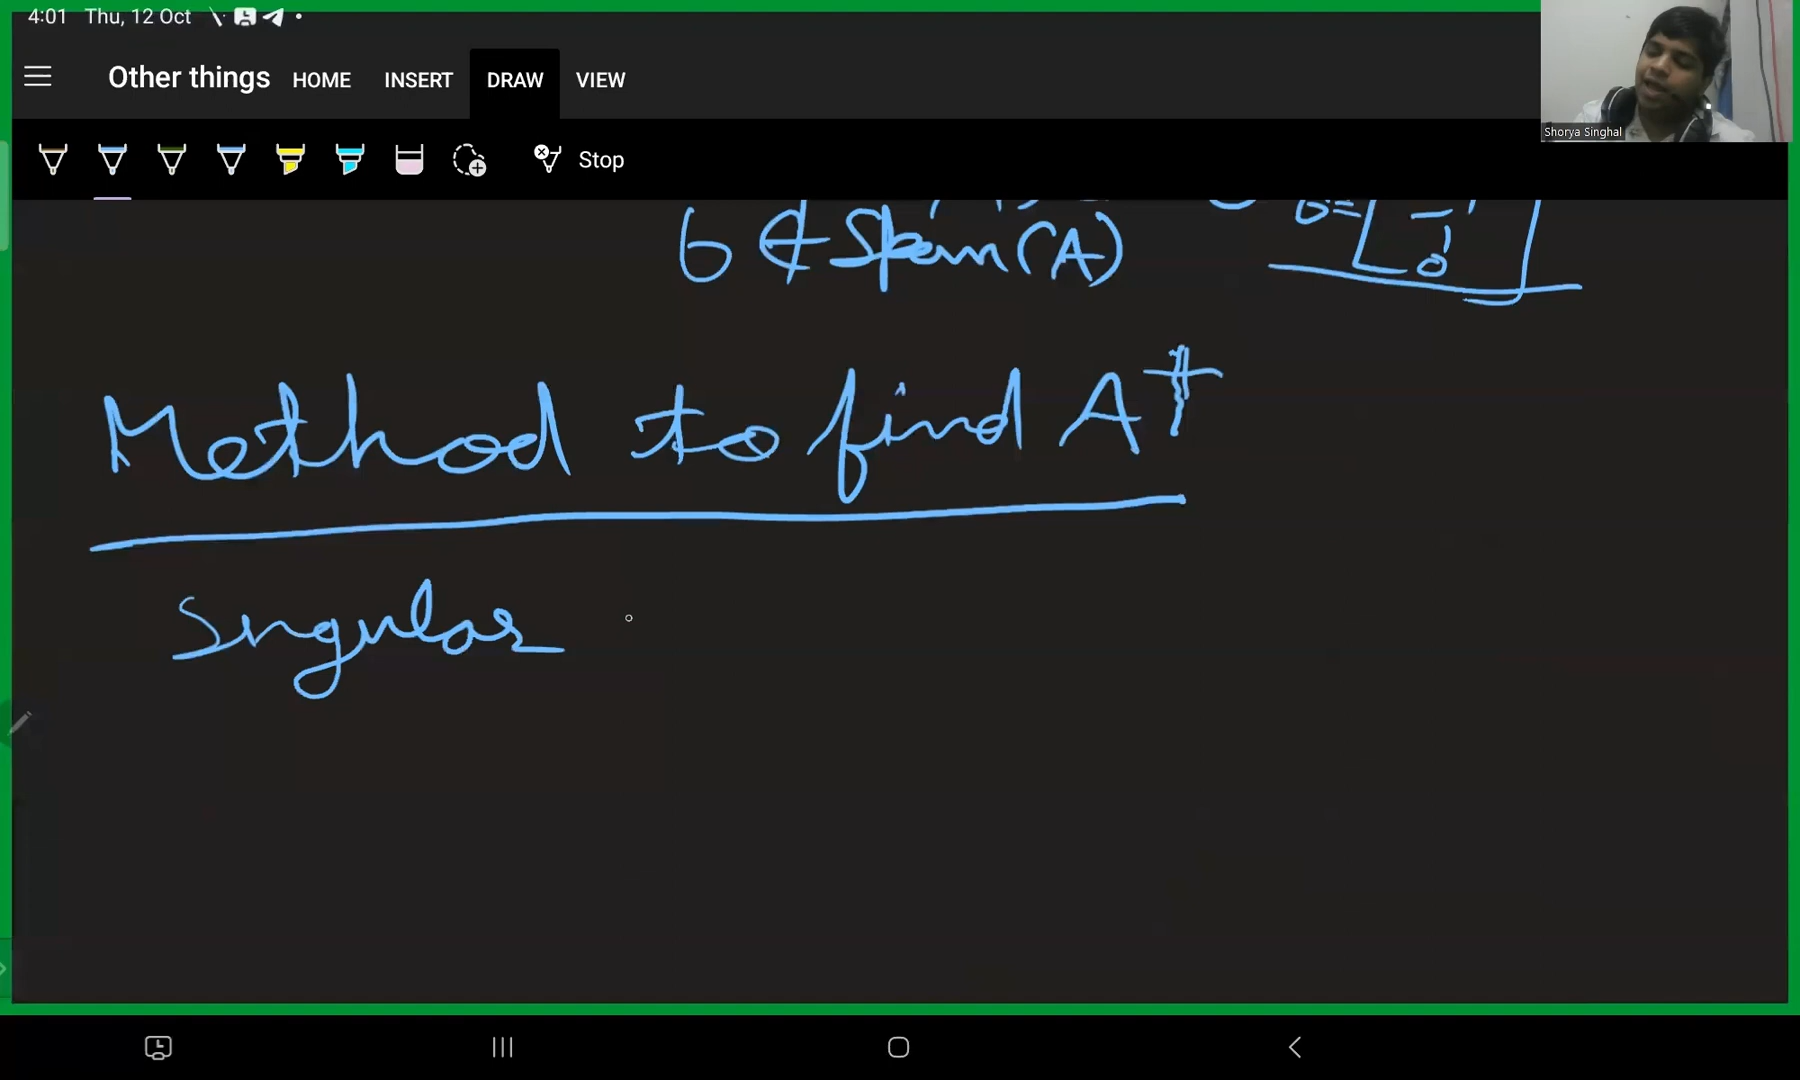 4:01 Thu, 12 Oct
Other things HOME INSERT DRAW VIEW
Shorya Singhal
Stop
b ∉ Span(A)
Method to find A†
Singular